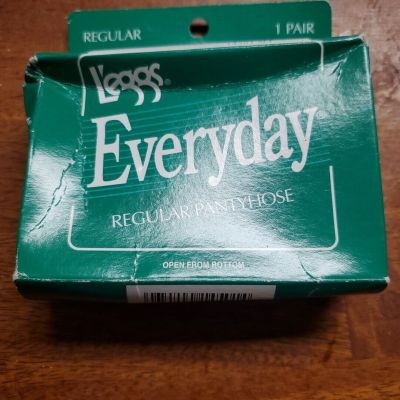 REGULAR 1 PAIR
L'eggs®
Everyday®
REGULAR PANTYHOSE
OPEN FROM BOTTOM